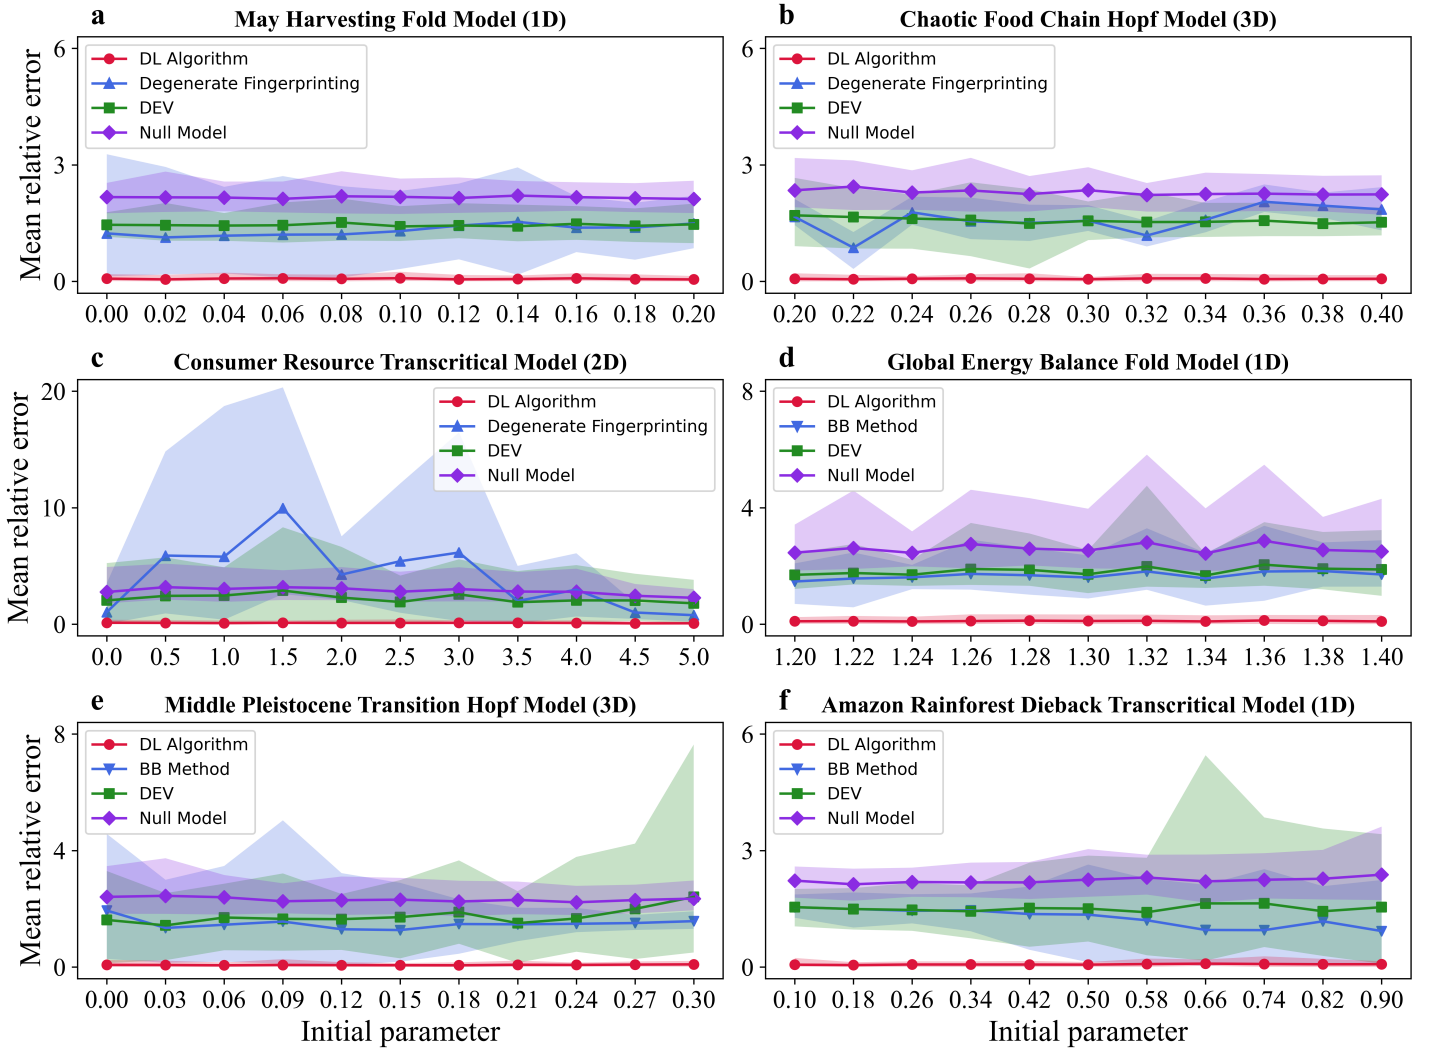 a May Harvesting Fold Model (1D)
Mean relative error
6
3
0
DL Algorithm
Degenerate Fingerprinting
DEV
Null Model
0.00 0.02 0.04 0.06 0.08 0.10 0.12 0.14 0.16 0.18 0.20
b Chaotic Food Chain Hopf Model (3D)
6
3
0
DL Algorithm
Degenerate Fingerprinting
DEV
Null Model
0.20 0.22 0.24 0.26 0.28 0.30 0.32 0.34 0.36 0.38 0.40
c Consumer Resource Transcritical Model (2D)
Mean relative error
20
10
0
DL Algorithm
Degenerate Fingerprinting
DEV
Null Model
0.0 0.5 1.0 1.5 2.0 2.5 3.0 3.5 4.0 4.5 5.0
d Global Energy Balance Fold Model (1D)
8
4
0
DL Algorithm
BB Method
DEV
Null Model
1.20 1.22 1.24 1.26 1.28 1.30 1.32 1.34 1.36 1.38 1.40
e Middle Pleistocene Transition Hopf Model (3D)
Mean relative error
8
4
0
DL Algorithm
BB Method
DEV
Null Model
0.00 0.03 0.06 0.09 0.12 0.15 0.18 0.21 0.24 0.27 0.30
Initial parameter
f Amazon Rainforest Dieback Transcritical Model (1D)
6
3
0
DL Algorithm
BB Method
DEV
Null Model
0.10 0.18 0.26 0.34 0.42 0.50 0.58 0.66 0.74 0.82 0.90
Initial parameter